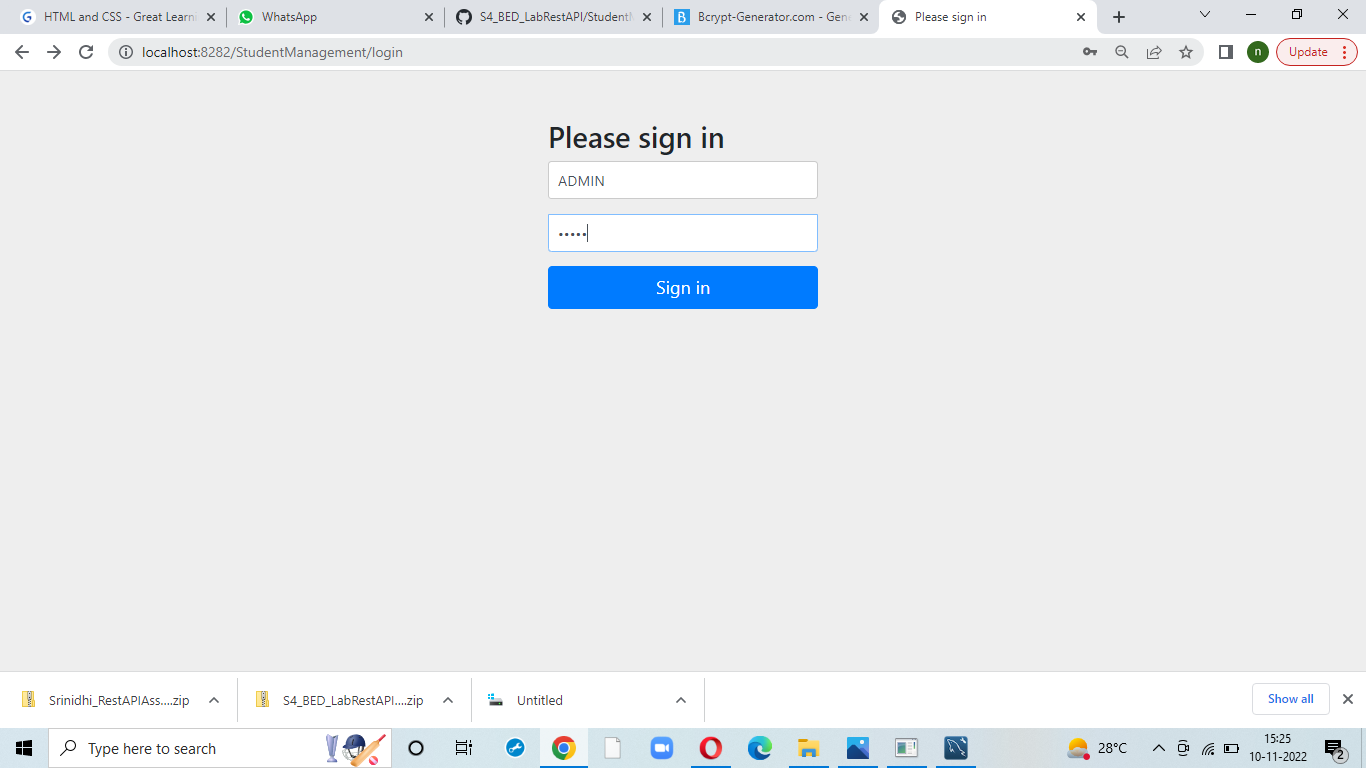 HTML and CSS - Great Learni
WhatsApp
S4_BED_LabRestAPI/StudentM
Bcrypt-Generator.com - Gene
Please sign in
localhost:8282/StudentManagement/login
n
Update
Please sign in
ADMIN
•••••
Sign in
Srinidhi_RestAPIAss....zip
S4_BED_LabRestAPI....zip
Untitled
Show all
Type here to search
28°C
15:25
10-11-2022
2